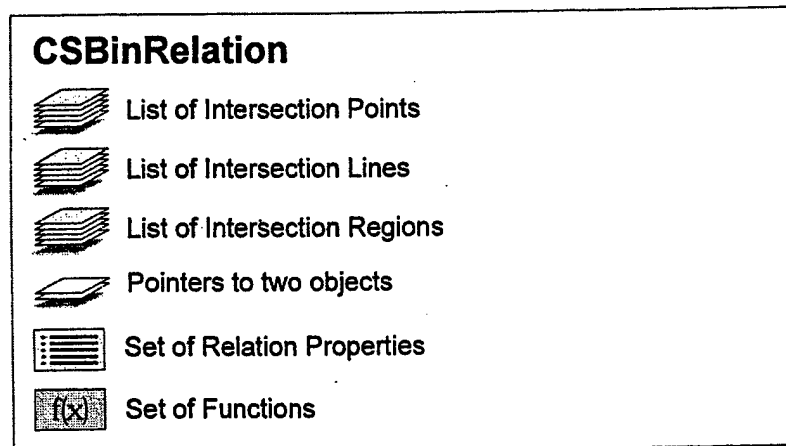 CSBinRelation
List of Intersection Points
List of Intersection Lines
List of Intersection Regions
Pointers to two objects
Set of Relation Properties
f(x) Set of Functions